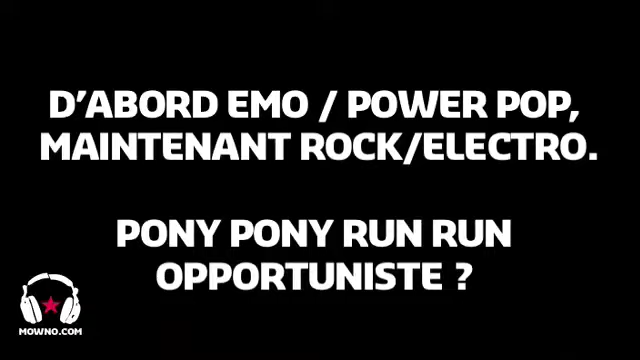 D'ABORD EMO / POWER POP,
MAINTENANT ROCK/ELECTRO.
PONY PONY RUN RUN
OPPORTUNISTE ?
MOWNO.COM